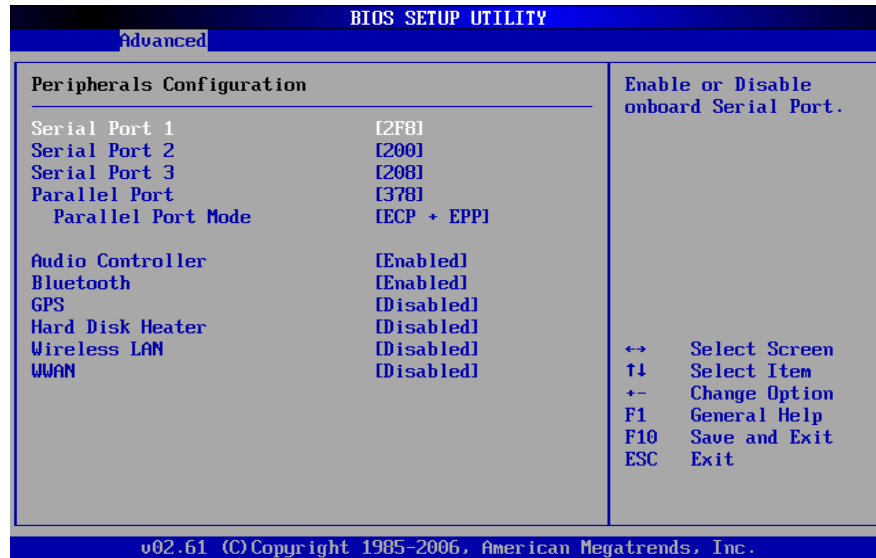 BIOS SETUP UTILITY
Advanced
Peripherals Configuration
Serial Port 1 [2F8]
Serial Port 2 [200]
Serial Port 3 [208]
Parallel Port [378]
Parallel Port Mode [ECP + EPP]
Audio Controller [Enabled]
Bluetooth [Enabled]
GPS [Disabled]
Hard Disk Heater [Disabled]
Wireless LAN [Disabled]
WWAN [Disabled]
Enable or Disable
onboard Serial Port.
↔ Select Screen
↑↓ Select Item
+- Change Option
F1 General Help
F10 Save and Exit
ESC Exit
v02.61 (C)Copyright 1985-2006, American Megatrends, Inc.